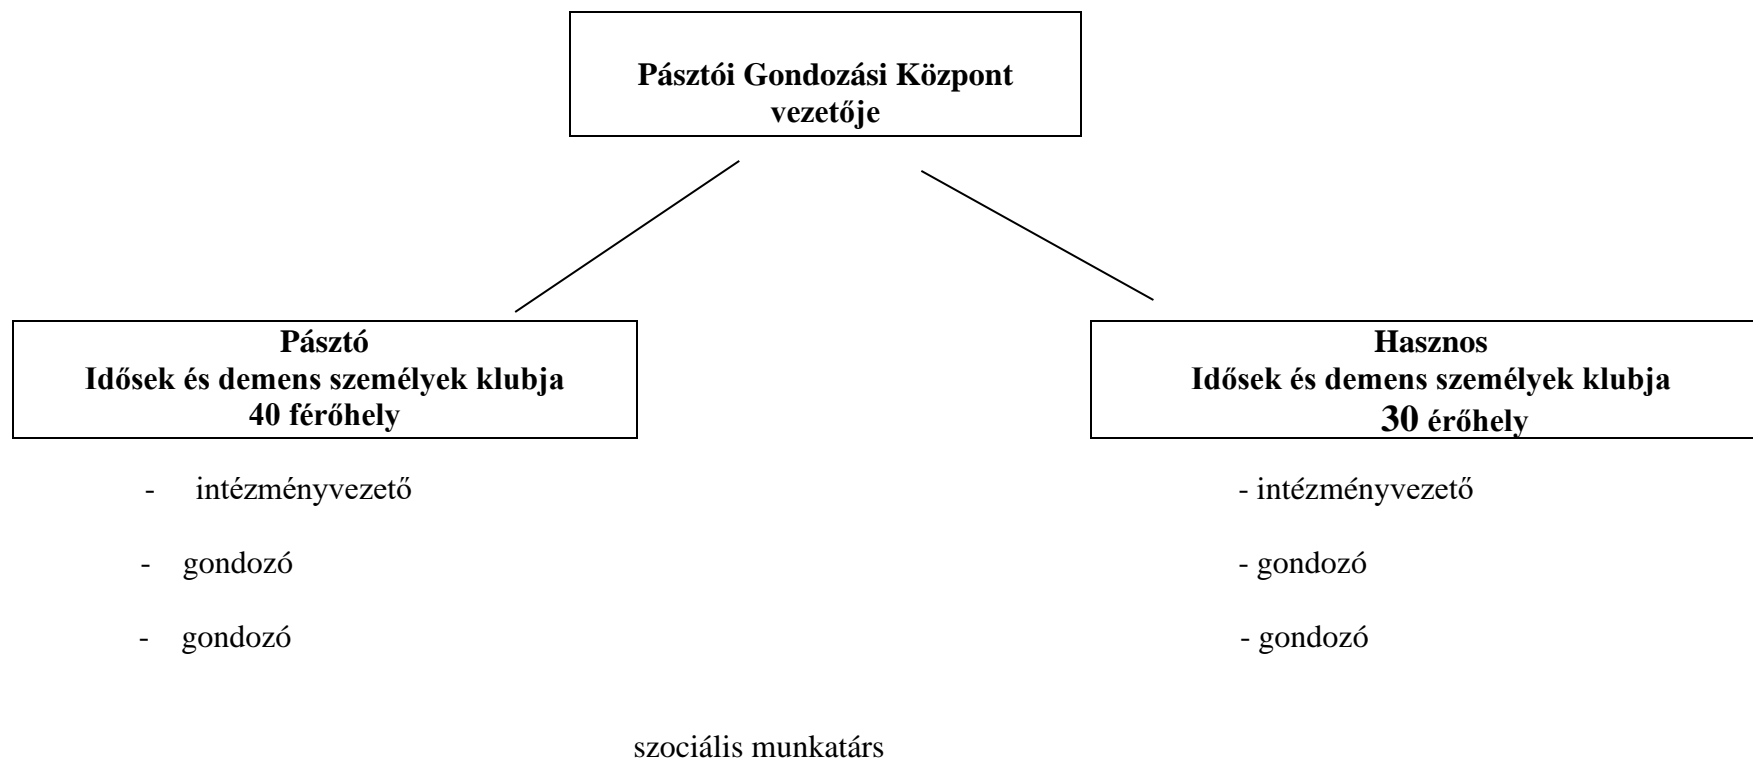 Pásztói Gondozási Központ
vezetője
Pásztó
Idősek és demens személyek klubja
40 férőhely
- intézményvezető
- gondozó
- gondozó
Hasznos
Idősek és demens személyek klubja
30 érőhely
- intézményvezető
- gondozó
- gondozó
szociális munkatárs